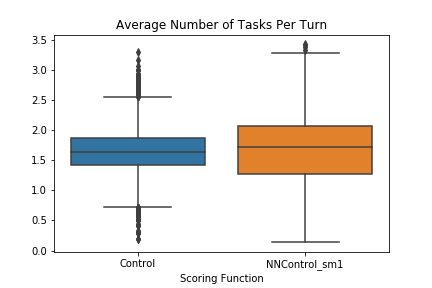 Average Number of Tasks Per Turn
3.5
3.0
2.5
2.0
1.5
1.0
0.5
0.0
Control
NNControl_sm1
Scoring Function